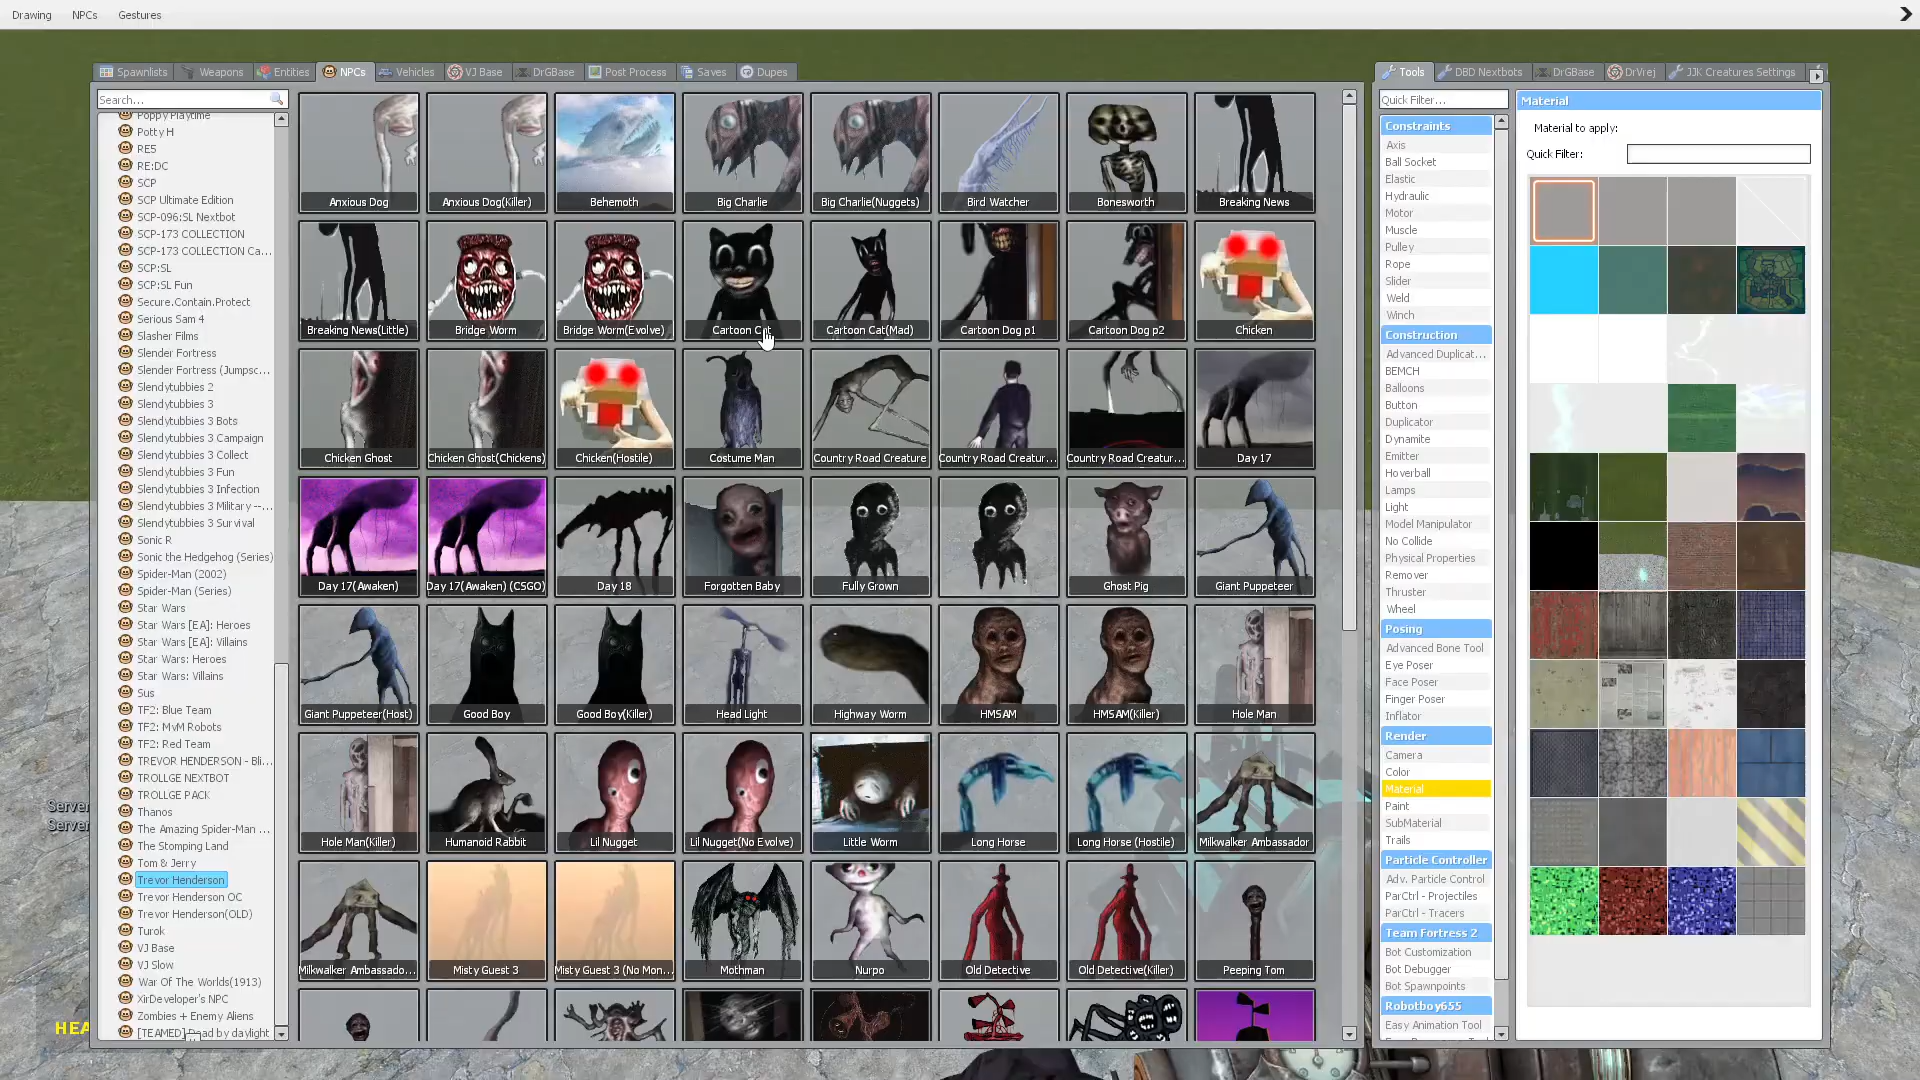 Drawing NPCs Gestures
Spawnlists Weapons Entities NPCs Vehicles VJ Base DrGBase Post Process Saves Dupes
Tools DBD Nextbots DrGBase DrVrej JJK Creatures Settings
Search...
Poppy Playtime
Potty H
RE5
RE:DC
SCP
SCP Ultimate Edition
SCP-096:SL Nextbot
SCP-173 COLLECTION
SCP-173 COLLECTION Ca...
SCP:SL
SCP:SL Fun
Secure.Contain.Protect
Serious Sam 4
Slasher Films
Slender Fortress
Slender Fortress (Jumpsc...
Slendytubbies 2
Slendytubbies 3
Slendytubbies 3 Bots
Slendytubbies 3 Campaign
Slendytubbies 3 Collect
Slendytubbies 3 Fun
Slendytubbies 3 Infection
Slendytubbies 3 Military --...
Slendytubbies 3 Survival
Sonic R
Sonic the Hedgehog (Series)
Spider-Man (2002)
Spider-Man (Series)
Star Wars
Star Wars [EA]: Heroes
Star Wars [EA]: Villains
Star Wars: Heroes
Star Wars: Villains
Sus
TF2: Blue Team
TF2: MvM Robots
TF2: Red Team
TREVOR HENDERSON - Bli...
TROLLGE NEXTBOT
TROLLGE PACK
Thanos
The Amazing Spider-Man ...
The Stomping Land
Tom & Jerry
Trevor Henderson
Trevor Henderson OC
Trevor Henderson(OLD)
Turok
VJ Base
VJ Slow
War Of The Worlds(1913)
XirDeveloper's NPC
Zombies + Enemy Aliens
[TEAMED] Dead by daylight
Server
Server
HEA
Anxious Dog Anxious Dog(Killer) Behemoth Big Charlie Big Charlie(Nuggets) Bird Watcher Bonesworth Breaking News
Breaking News(Little) Bridge Worm Bridge Worm(Evolve) Cartoon Cat Cartoon Cat(Mad) Cartoon Dog p1 Cartoon Dog p2 Chicken
Chicken Ghost Chicken Ghost(Chickens) Chicken(Hostile) Costume Man Country Road Creature Country Road Creatur... Country Road Creatur... Day 17
Day 17(Awaken) Day 17(Awaken) (CSGO) Day 18 Forgotten Baby Fully Grown Ghost Pig Giant Puppeteer
Giant Puppeteer(Host) Good Boy Good Boy(Killer) Head Light Highway Worm HMSAM HMSAM(Killer) Hole Man
Hole Man(Killer) Humanoid Rabbit Lil Nugget Lil Nugget(No Evolve) Little Worm Long Horse Long Horse (Hostile) Milkwalker Ambassador
Milkwalker Ambassado... Misty Guest 3 Misty Guest 3 (No Mon... Mothman Nurpo Old Detective Old Detective(Killer) Peeping Tom
Quick Filter...
Constraints
Axis
Ball Socket
Elastic
Hydraulic
Motor
Muscle
Pulley
Rope
Slider
Weld
Winch
Construction
Advanced Duplicat...
BEMCH
Balloons
Button
Duplicator
Dynamite
Emitter
Hoverball
Lamps
Light
Model Manipulator
No Collide
Physical Properties
Remover
Thruster
Wheel
Posing
Advanced Bone Tool
Eye Poser
Face Poser
Finger Poser
Inflator
Render
Camera
Color
Material
Paint
SubMaterial
Trails
Particle Controller
Adv. Particle Control
ParCtrl - Projectiles
ParCtrl - Tracers
Team Fortress 2
Bot Customization
Bot Debugger
Bot Spawnpoints
Robotboy655
Easy Animation Tool
Material
Material to apply:
Quick Filter: